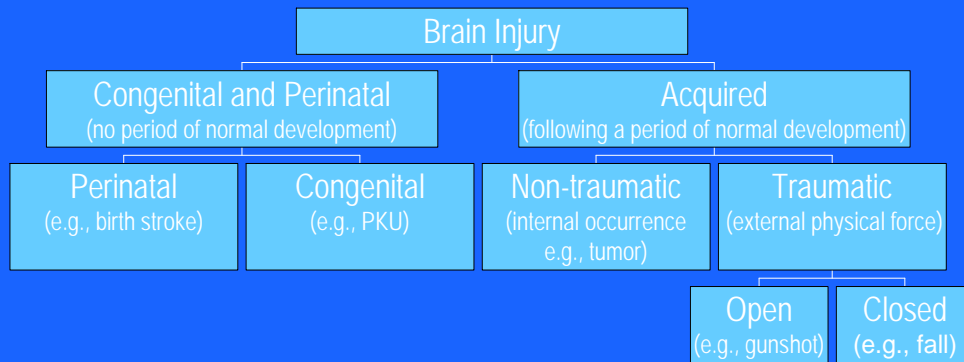 Brain Injury
Congenital and Perinatal
(no period of normal development)
Acquired
(following a period of normal development)
Perinatal
(e.g., birth stroke)
Congenital
(e.g., PKU)
Non-traumatic
(internal occurrence
e.g., tumor)
Traumatic
(external physical force)
Open
(e.g., gunshot)
Closed
(e.g., fall)